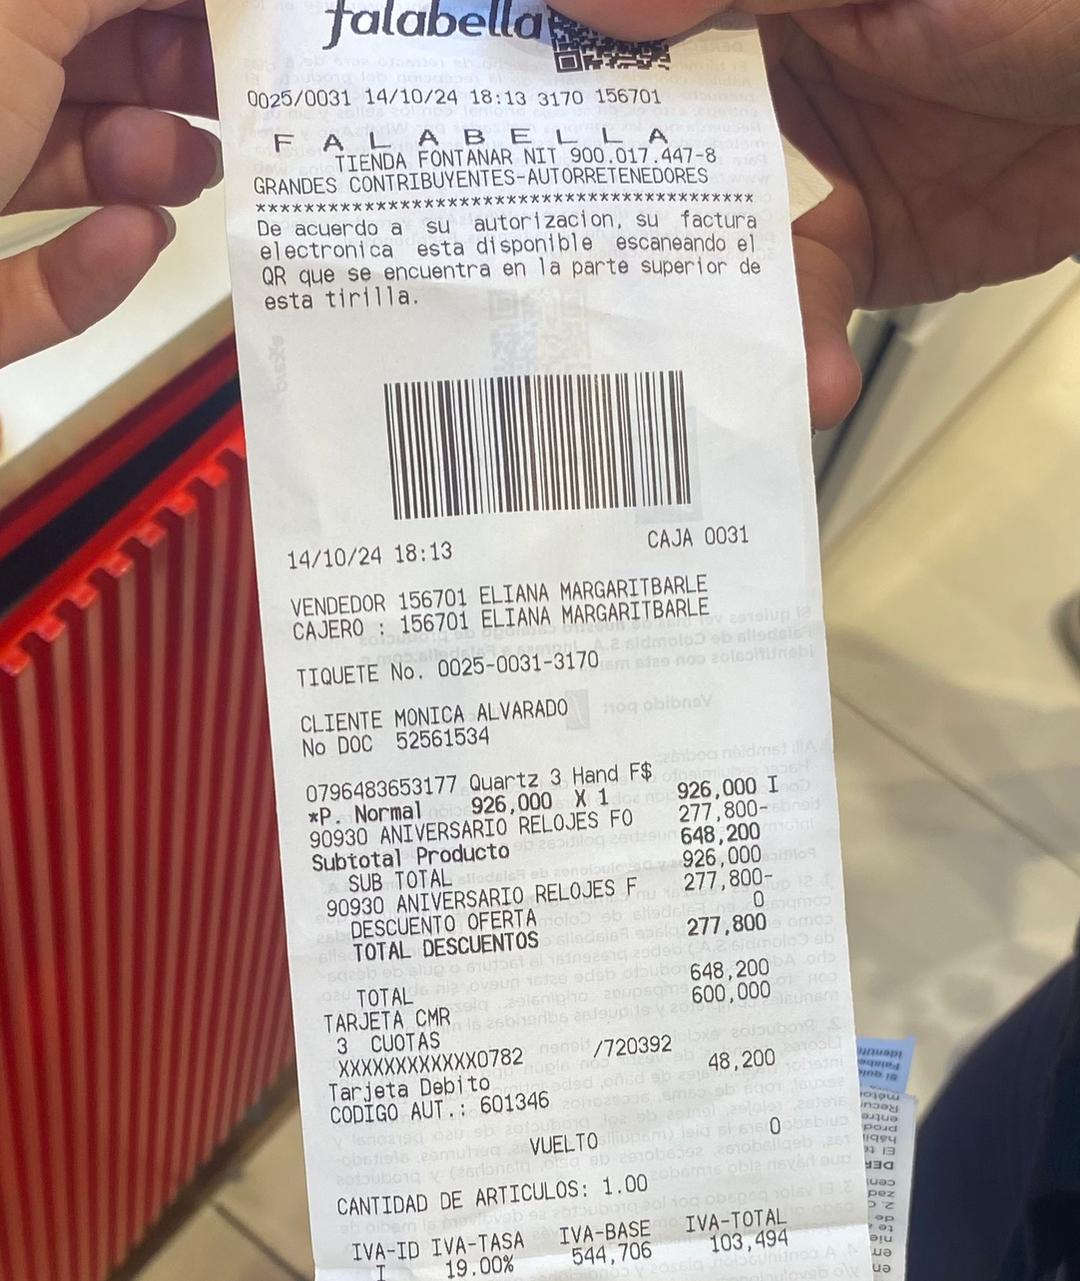 falabella
0025/0031 14/10/24 18:13 3170 156701
F A L A B E L L A
TIENDA FONTANAR NIT 900.017.447-8
GRANDES CONTRIBUYENTES-AUTORRETENEDORES
******************************************
De acuerdo a su autorizacion, su factura
electronica esta disponible escaneando el
QR que se encuentra en la parte superior de
esta tirilla.
14/10/24 18:13 CAJA 0031
VENDEDOR 156701 ELIANA MARGARITBARLE
CAJERO : 156701 ELIANA MARGARITBARLE
TIQUETE No. 0025-0031-3170
CLIENTE MONICA ALVARADO
No DOC 52561534
0796483653177 Quartz 3 Hand F$
*P. Normal 926,000 X 1 926,000 I
90930 ANIVERSARIO RELOJES FO 277,800-
Subtotal Producto 648,200
SUB TOTAL 926,000
90930 ANIVERSARIO RELOJES F 277,800-
DESCUENTO OFERTA 0
TOTAL DESCUENTOS 277,800
TOTAL 648,200
TARJETA CMR 600,000
3 CUOTAS
XXXXXXXXXXXX0782 /720392
Tarjeta Debito 48,200
CODIGO AUT.: 601346
VUELTO 0
CANTIDAD DE ARTICULOS: 1.00
IVA-ID IVA-TASA IVA-BASE IVA-TOTAL
I 19.00% 544,706 103,494